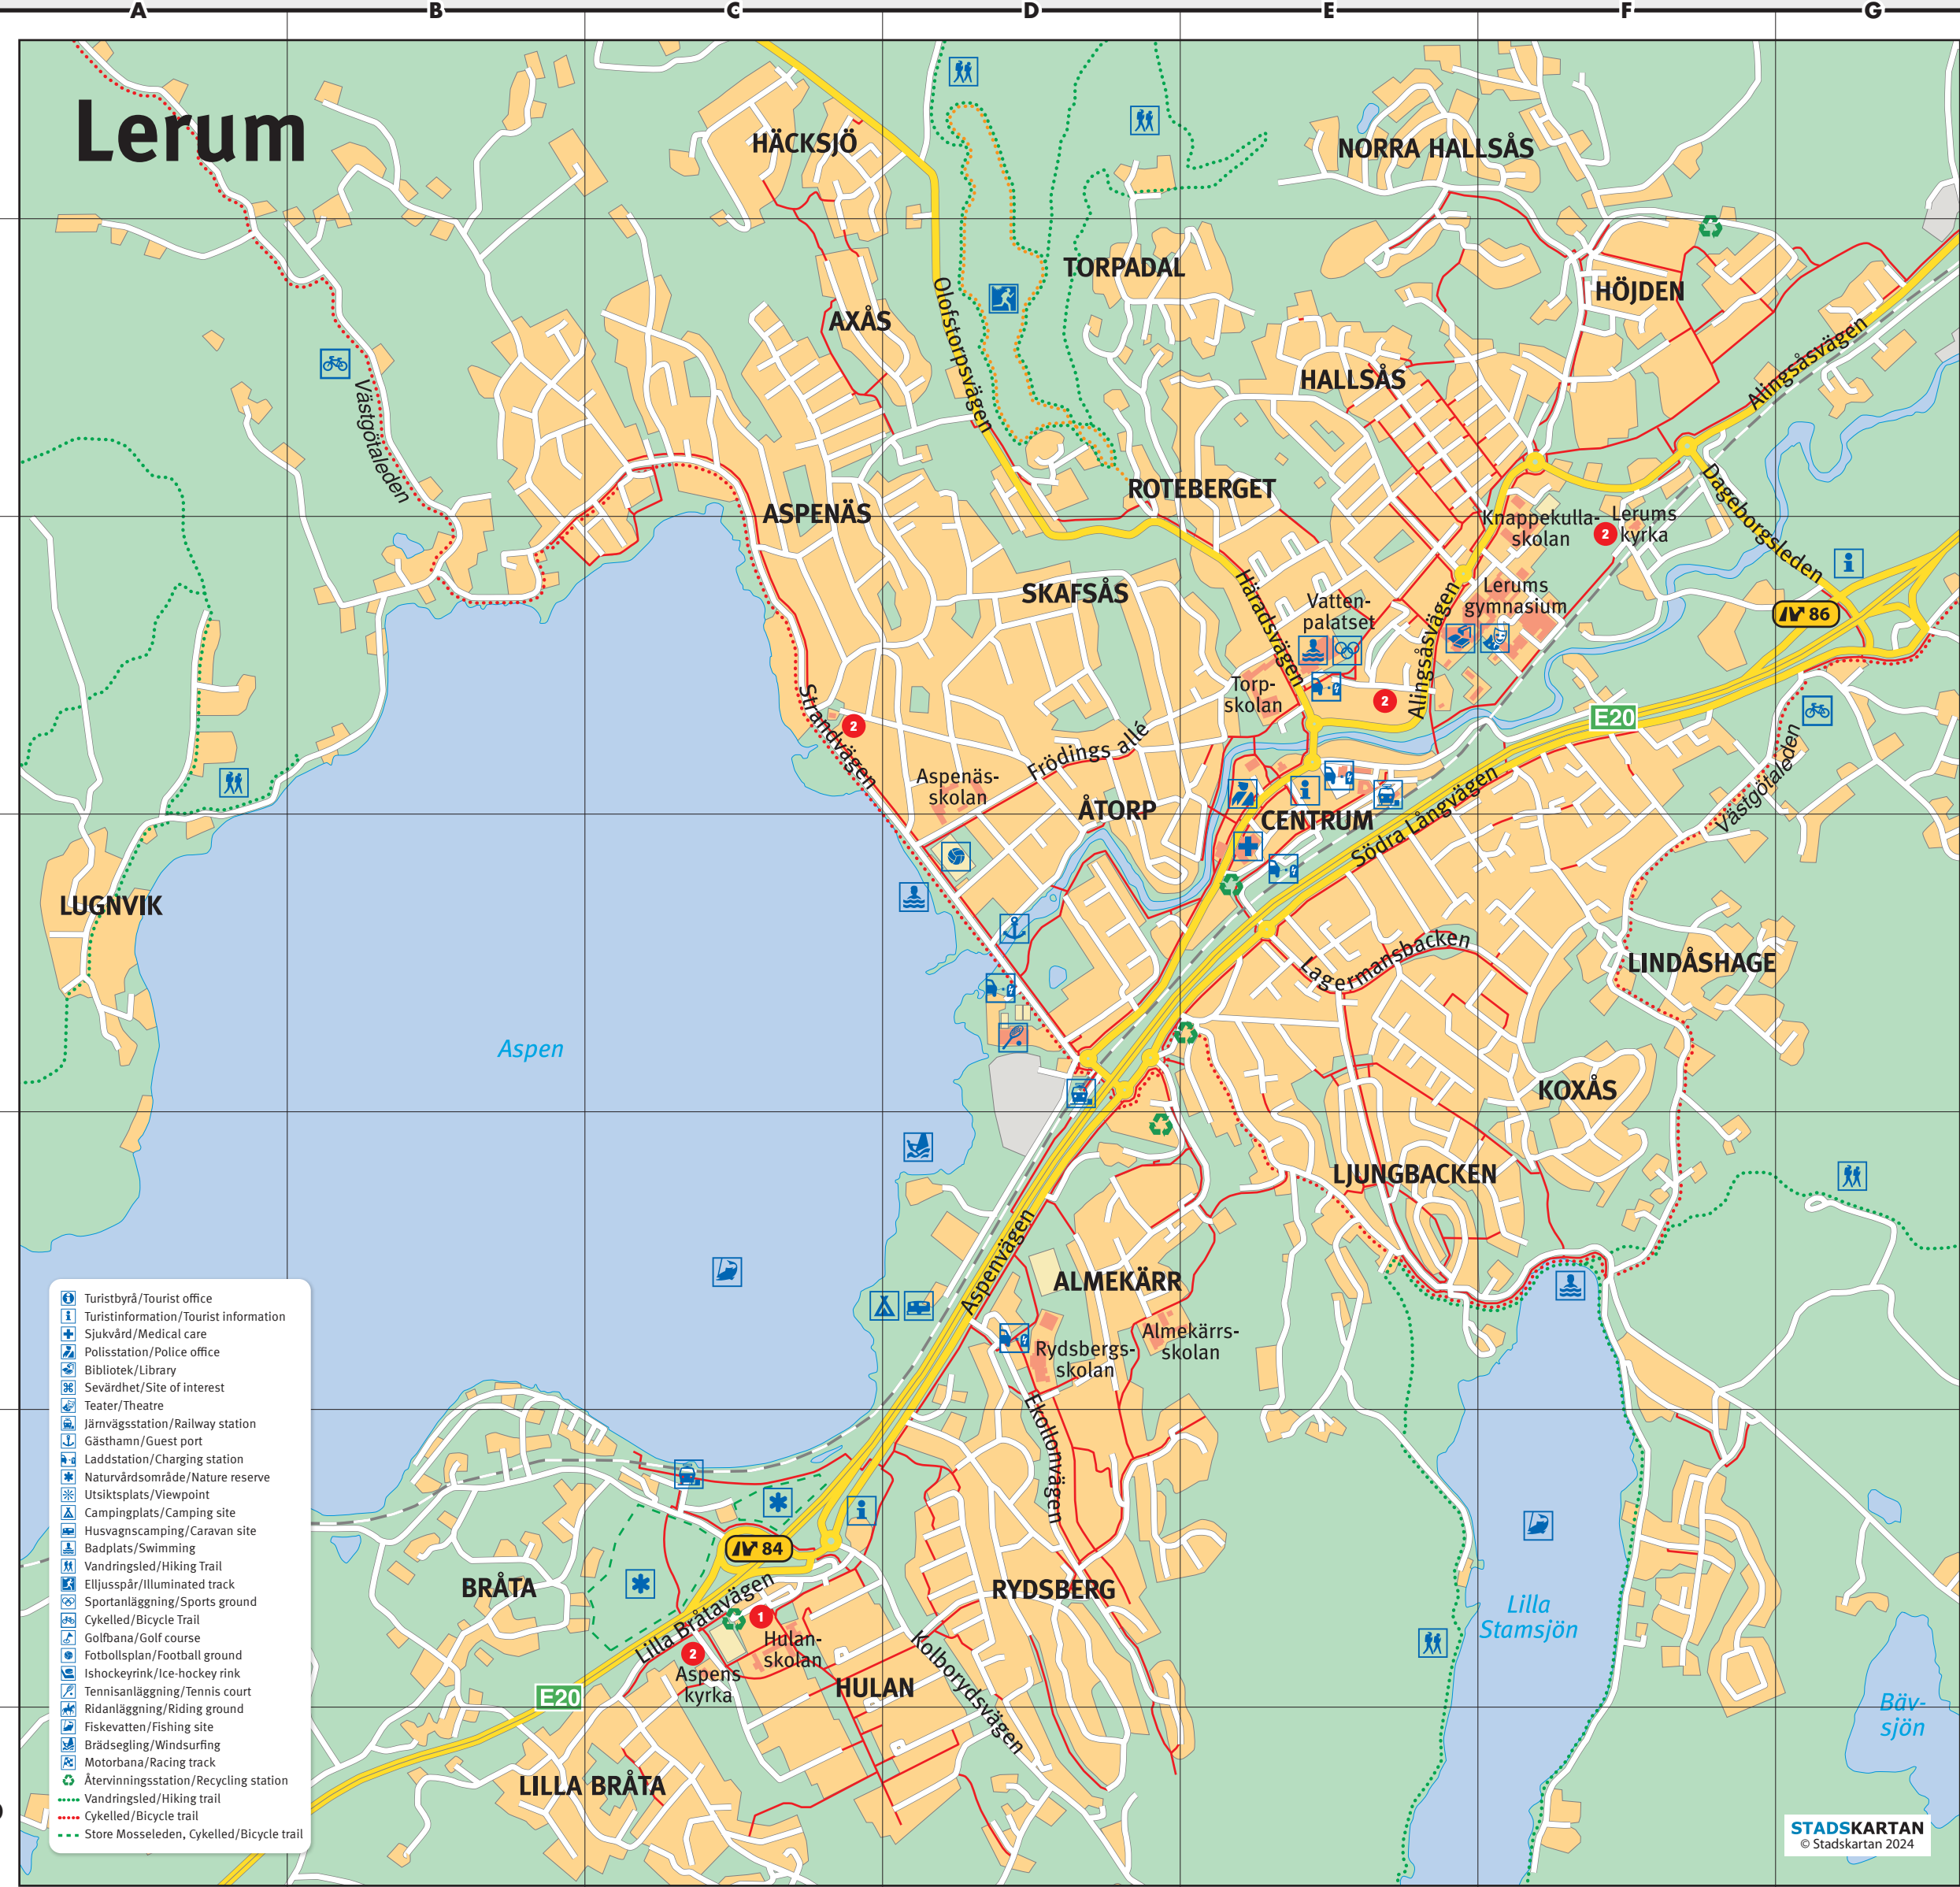 A
B
C
D
E
F
G
Lerum
HÄCKSJÖ
NORRA HALLSÅS
TORPADAL
HÖJDEN
AXÅS
Olofstorpsvägen
HALLSÅS
Alingsåsvägen
Västgötaleden
ROTEBERGET
ASPENÄS
Knappekulla-
skolan
2
Lerums
kyrka
Dageborgsleden
SKAFSÅS
Häradsvägen
Vatten-
palatset
Lerums
gymnasium
Alingsåsvägen
86
Torp-
skolan
2
E20
Strandvägen
2
Frödings allé
Aspenäs-
skolan
ÅTORP
CENTRUM
Södra Långvägen
Västgötaleden
LUGNVIK
Lagermansbacken
LINDÅSHAGE
Aspen
KOXÅS
LJUNGBACKEN
Aspenvägen
ALMEKÄRR
Almekärrs-
skolan
Rydsbergs-
skolan
Ekollonvägen
84
BRÅTA
RYDSBERG
Lilla Bråtavägen
1
Hulan-
skolan
2
Aspens
kyrka
HULAN
Kolborydsvägen
E20
LILLA BRÅTA
Lilla
Stamsjön
Bäv-
sjön
Turistbyrå/Tourist office
Turistinformation/Tourist information
Sjukvård/Medical care
Polisstation/Police office
Bibliotek/Library
Sevärdhet/Site of interest
Teater/Theatre
Järnvägsstation/Railway station
Gästhamn/Guest port
Laddstation/Charging station
Naturvårdsområde/Nature reserve
Utsiktsplats/Viewpoint
Campingplats/Camping site
Husvagnscamping/Caravan site
Badplats/Swimming
Vandringsled/Hiking Trail
Elljusspår/Illuminated track
Sportanläggning/Sports ground
Cykelled/Bicycle Trail
Golfbana/Golf course
Fotbollsplan/Football ground
Ishockeyrink/Ice-hockey rink
Tennisanläggning/Tennis court
Ridanläggning/Riding ground
Fiskevatten/Fishing site
Brädsegling/Windsurfing
Motorbana/Racing track
Återvinningsstation/Recycling station
Vandringsled/Hiking trail
Cykelled/Bicycle trail
Store Mosseleden, Cykelled/Bicycle trail
STADSKARTAN
© Stadskartan 2024